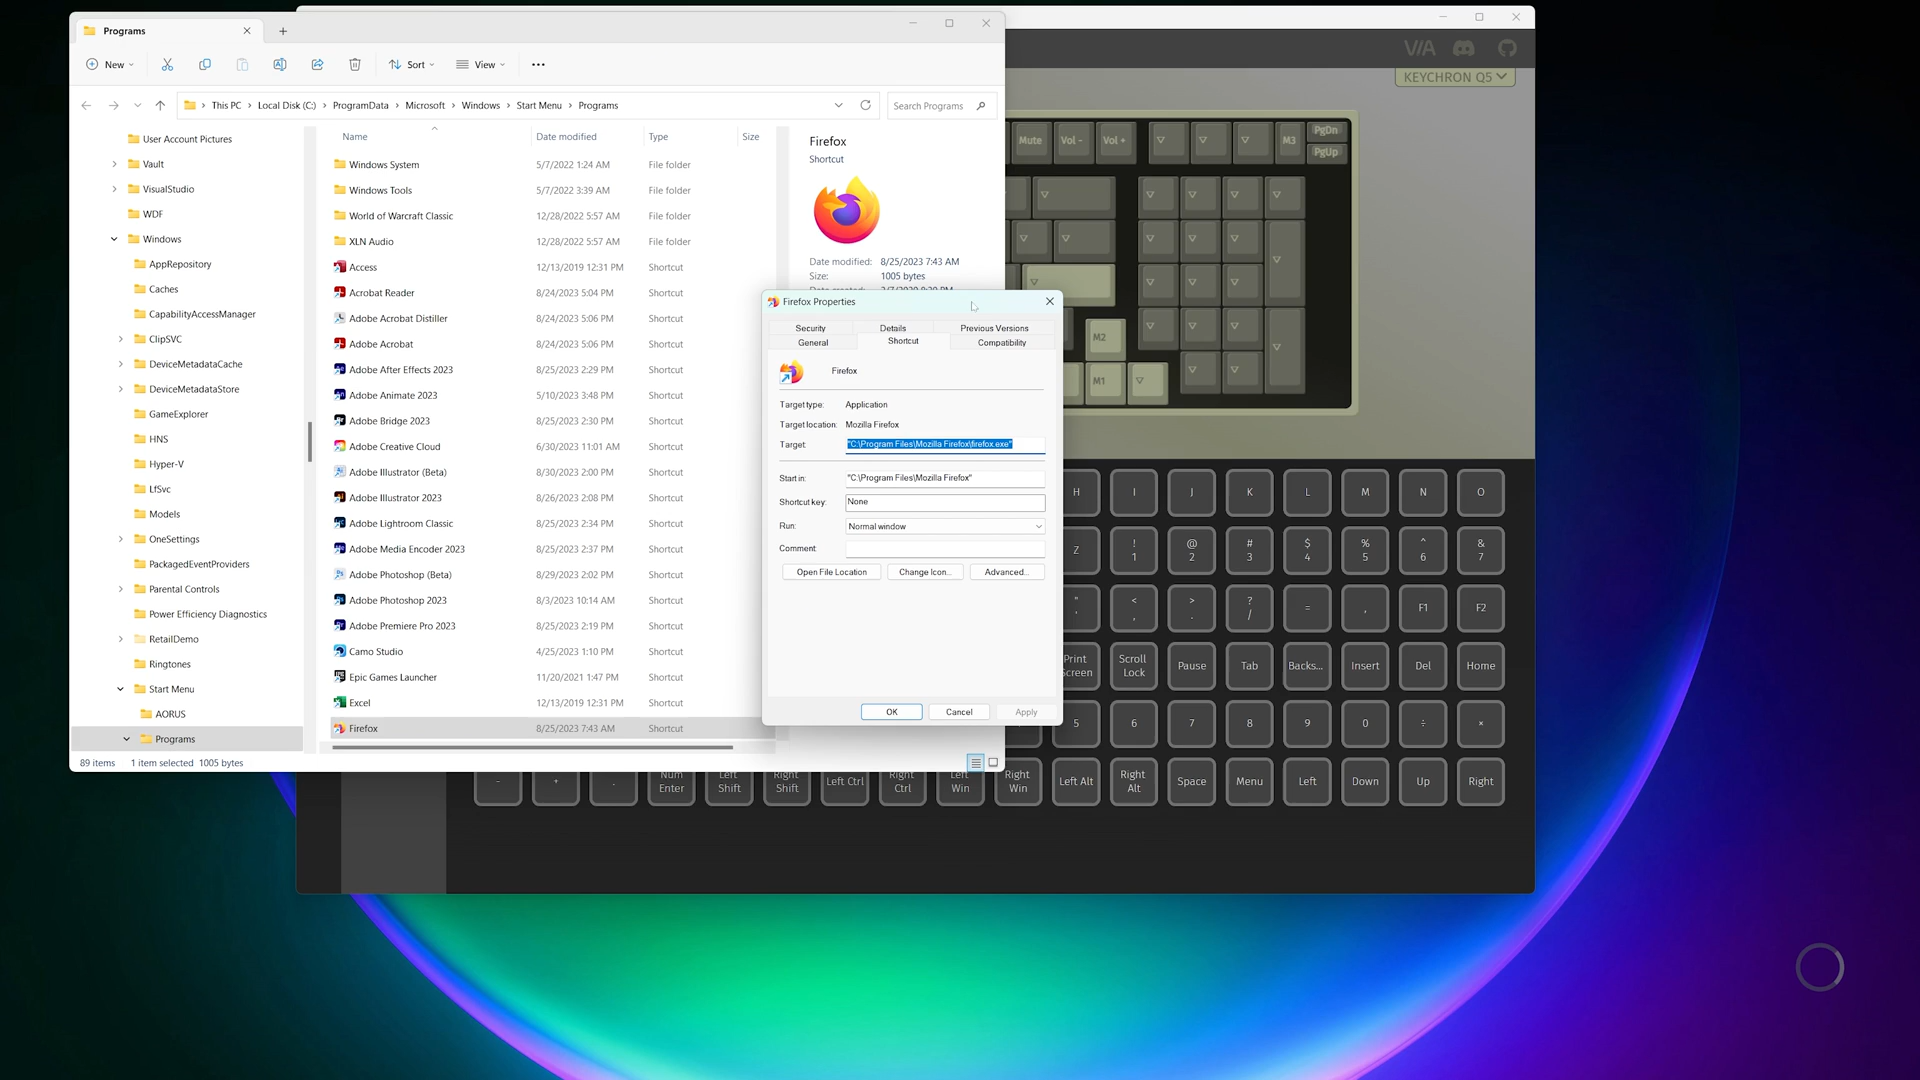 Programs
New
Sort
View
This PC > Local Disk (C:) > ProgramData > Microsoft > Windows > Start Menu > Programs
Search Programs
User Account Pictures
Vault
VisualStudio
WDF
Windows
AppRepository
Caches
CapabilityAccessManager
ClipSVC
DeviceMetadataCache
DeviceMetadataStore
GameExplorer
HNS
Hyper-V
LfSvc
Models
OneSettings
PackagedEventProviders
Parental Controls
Power Efficiency Diagnostics
RetailDemo
Ringtones
Start Menu
AORUS
Programs
Name Date modified Type Size
Windows System 5/7/2022 1:24 AM File folder
Windows Tools 5/7/2022 3:39 AM File folder
World of Warcraft Classic 12/28/2022 5:57 AM File folder
XLN Audio 12/28/2022 5:57 AM File folder
Access 12/13/2019 12:31 PM Shortcut
Acrobat Reader 8/24/2023 5:04 PM Shortcut
Adobe Acrobat Distiller 8/24/2023 5:06 PM Shortcut
Adobe Acrobat 8/24/2023 5:06 PM Shortcut
Adobe After Effects 2023 8/25/2023 2:29 PM Shortcut
Adobe Animate 2023 5/10/2023 3:48 PM Shortcut
Adobe Bridge 2023 8/25/2023 2:30 PM Shortcut
Adobe Creative Cloud 6/30/2023 11:01 AM Shortcut
Adobe Illustrator (Beta) 8/30/2023 2:00 PM Shortcut
Adobe Illustrator 2023 8/26/2023 2:08 PM Shortcut
Adobe Lightroom Classic 8/25/2023 2:34 PM Shortcut
Adobe Media Encoder 2023 8/25/2023 2:37 PM Shortcut
Adobe Photoshop (Beta) 8/29/2023 2:02 PM Shortcut
Adobe Photoshop 2023 8/3/2023 10:14 AM Shortcut
Adobe Premiere Pro 2023 8/25/2023 2:19 PM Shortcut
Camo Studio 4/25/2023 1:10 PM Shortcut
Epic Games Launcher 11/20/2021 1:47 PM Shortcut
Excel 12/13/2019 12:31 PM Shortcut
Firefox 8/25/2023 7:43 AM Shortcut
89 items 1 item selected 1005 bytes
Firefox
Shortcut
Date modified: 8/25/2023 7:43 AM
Size: 1005 bytes
Firefox Properties
Security Details Previous Versions
General Shortcut Compatibility
Firefox
Target type: Application
Target location: Mozilla Firefox
Target: "C:\Program Files\Mozilla Firefox\firefox.exe"
Start in: "C:\Program Files\Mozilla Firefox"
Shortcut key: None
Run: Normal window
Comment:
Open File Location Change Icon... Advanced...
OK Cancel Apply
VIA
KEYCHRON Q5
Mute Vol - Vol + M3 PgDn
PgUp
M2
M1
H I J K L M N O
Z ! 1 @ 2 # 3 $ 4 % 5 ^ 6 & 7
" ' < , > . ? / = , F1 F2
Print Screen Scroll Lock Pause Tab Backs... Insert Del Home
5 6 7 8 9 0 ÷ ×
- + . Num Enter Left Shift Right Shift Left Ctrl Right Ctrl Left Win Right Win Left Alt Right Alt Space Menu Left Down Up Right